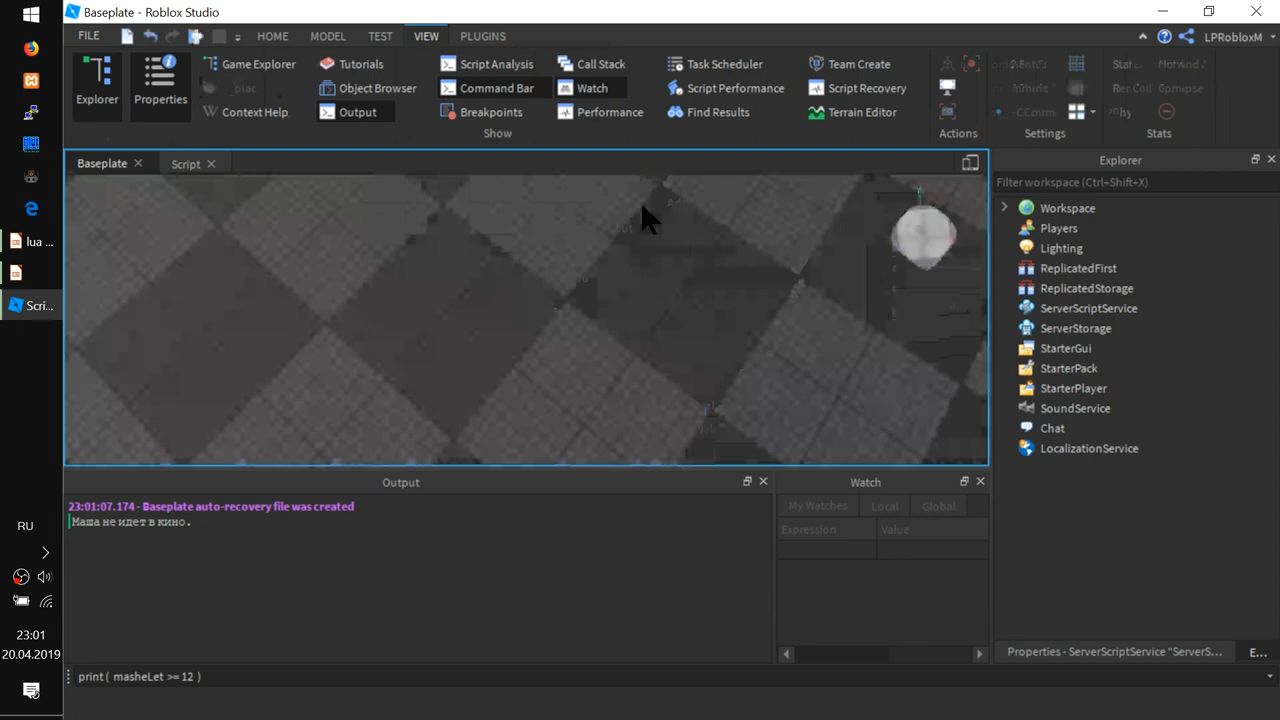 Baseplate - Roblox Studio
FILE
HOME
MODEL
TEST
VIEW
PLUGINS
LPRobloxM
Explorer
Properties
Game Explorer
Context Help
Tutorials
Object Browser
Output
Script Analysis
Command Bar
Breakpoints
Call Stack
Watch
Performance
Task Scheduler
Script Performance
Find Results
Team Create
Script Recovery
Terrain Editor
Show
Actions
Settings
Stats
Baseplate
Script
Explorer
Filter workspace (Ctrl+Shift+X)
Workspace
Players
Lighting
ReplicatedFirst
ReplicatedStorage
ServerScriptService
ServerStorage
StarterGui
StarterPack
StarterPlayer
SoundService
Chat
LocalizationService
Properties - ServerScriptService "ServerS...
E...
Output
23:01:07.174 - Baseplate auto-recovery file was created
Маша не идет в кино.
Watch
My Watches
Local
Global
Expression
Value
print( masheLet >= 12 )
lua ...
Scri...
RU
23:01
20.04.2019